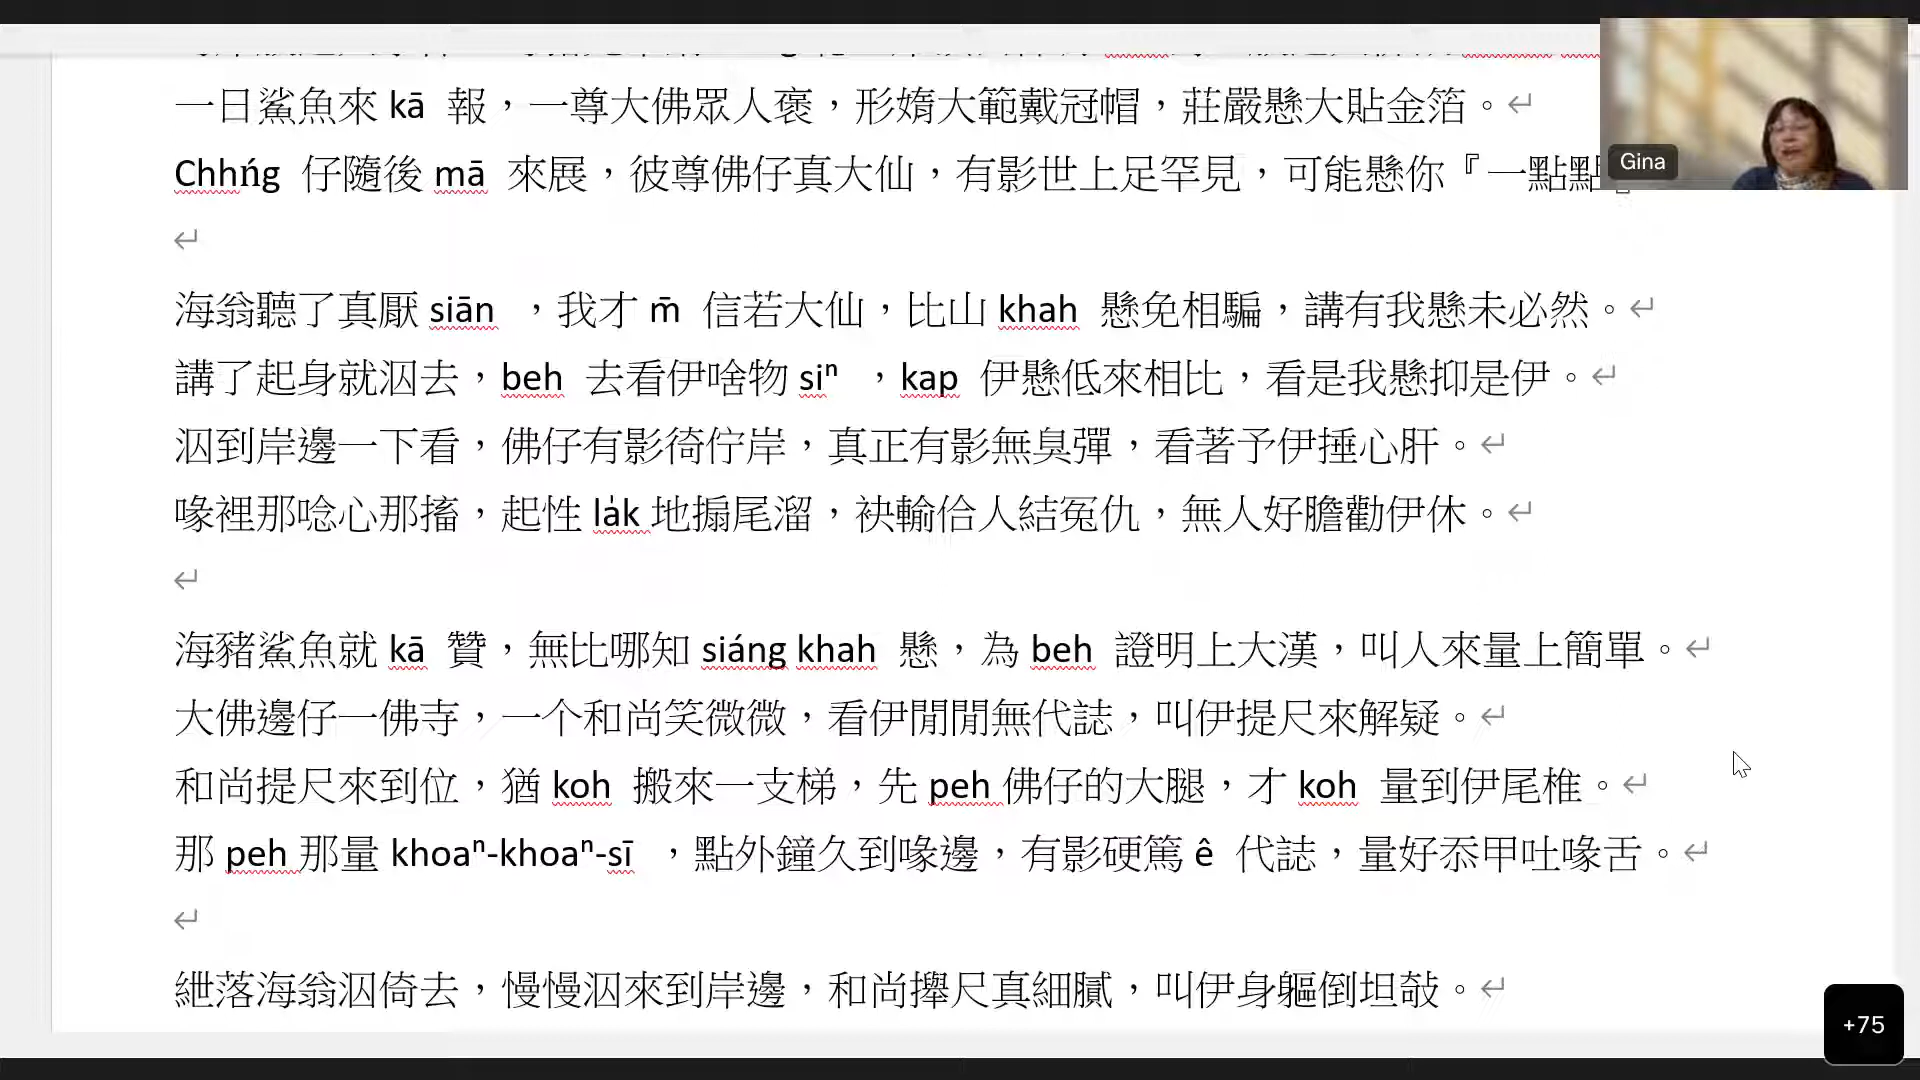 一日鯊魚來 kā 報，一尊大佛眾人褒，形媠大範戴冠帽，莊嚴懸大貼金箔。
Chhńg 仔隨後 mā 來展，彼尊佛仔真大仙，有影世上足罕見，可能懸你『一點點』
海翁聽了真厭 siān ，我才 m̄ 信若大仙，比山 khah 懸免相騙，講有我懸未必然。
講了起身就泅去，beh 去看伊啥物 siⁿ ，kap 伊懸低來相比，看是我懸抑是伊。
泅到岸邊一下看，佛仔有影徛佇岸，真正有影無臭彈，看著予伊捶心肝。
喙裡那唸心那搐，起性 la̍k 地搧尾溜，袂輸佮人結冤仇，無人好膽勸伊休。
海豬鯊魚就 kā 贊，無比哪知 siáng khah 懸，為 beh 證明上大漢，叫人來量上簡單。
大佛邊仔一佛寺，一个和尚笑微微，看伊閒閒無代誌，叫伊提尺來解疑。
和尚提尺來到位，猶 koh 搬來一支梯，先 peh 佛仔的大腿，才 koh 量到伊尾椎。
那 peh 那量 khoaⁿ-khoaⁿ-sī ，點外鐘久到喙邊，有影硬篤 ê 代誌，量好忝甲吐喙舌。
紲落海翁泅倚去，慢慢泅來到岸邊，和尚攑尺真細膩，叫伊身軀倒坦敧。
Gina
+75